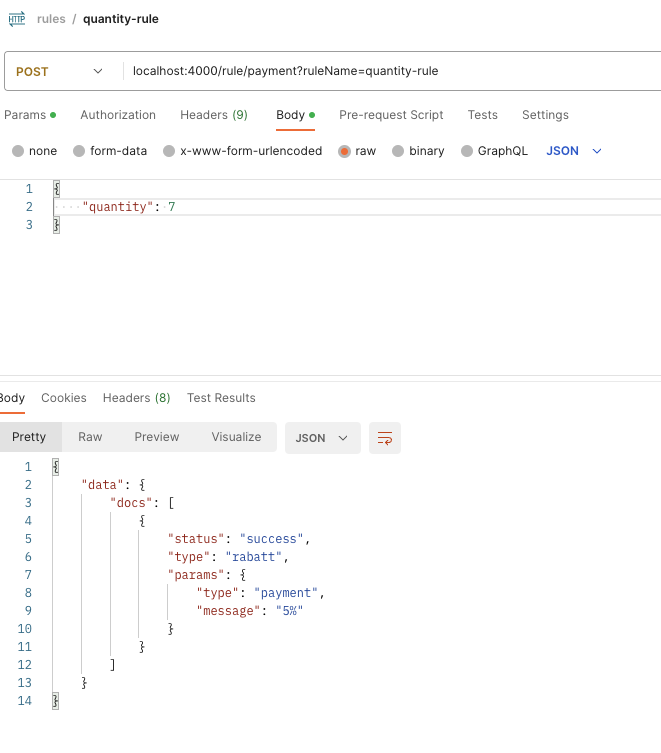 HTTP rules / quantity-rule
POST localhost:4000/rule/payment?ruleName=quantity-rule
Params Authorization Headers (9) Body Pre-request Script Tests Settings
none form-data x-www-form-urlencoded raw binary GraphQL JSON
1 {
2 "quantity": 7
3 }
Body Cookies Headers (8) Test Results
Pretty Raw Preview Visualize JSON
1 {
2 "data": {
3 "docs": [
4 {
5 "status": "success",
6 "type": "rabatt",
7 "params": {
8 "type": "payment",
9 "message": "5%"
10 }
11 }
12 ]
13 }
14 }